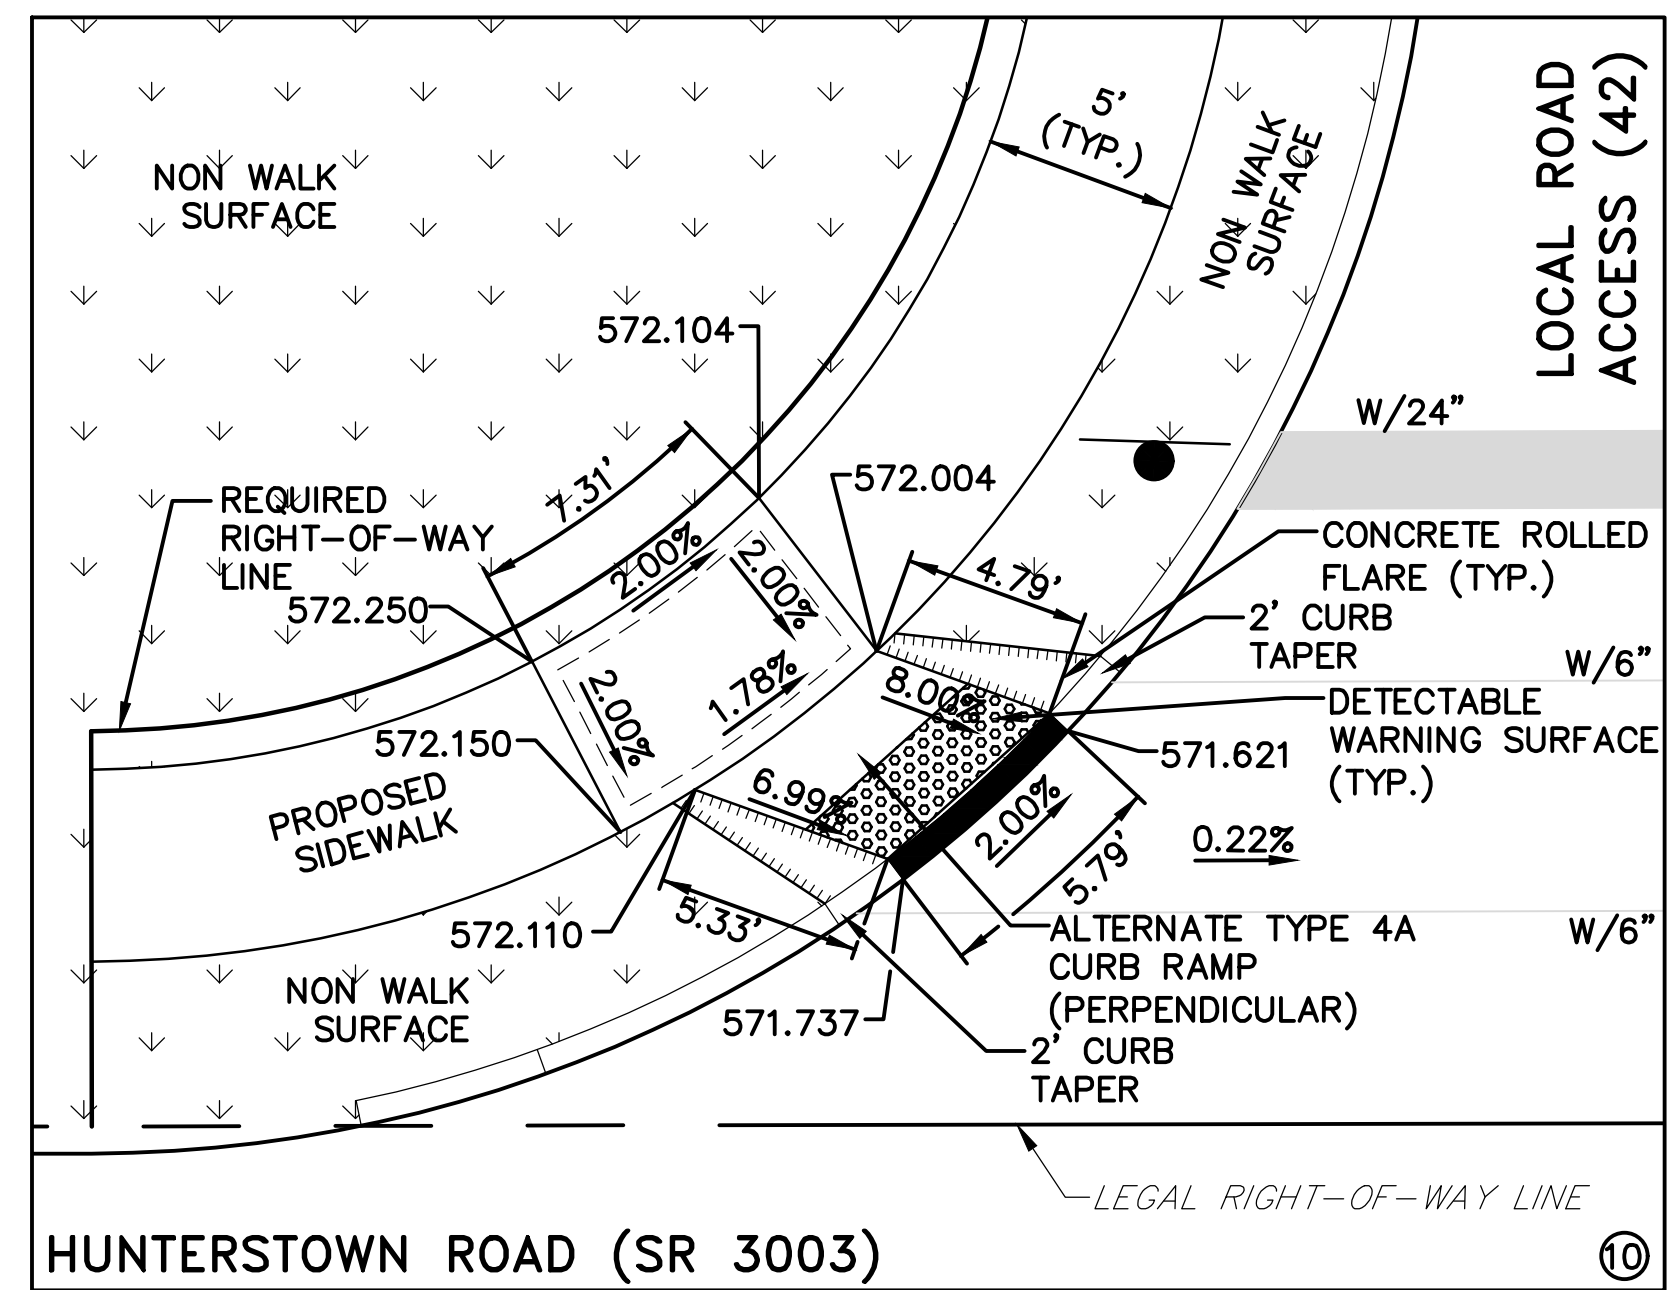 LOCAL ROAD
ACCESS (42)
5'
(TYP.)
NON WALK
SURFACE
NON WALK
SURFACE
572.104
W/24"
7.31'
572.004
REQUIRED
RIGHT-OF-WAY
LINE
2.00%
2.00%
CONCRETE ROLLED
FLARE (TYP.)
4.79'
572.250
2' CURB
TAPER
W/6"
2.00%
1.78%
8.00%
DETECTABLE
WARNING SURFACE
(TYP.)
572.150
571.621
PROPOSED
SIDEWALK
6.99%
2.00%
5.79'
0.22%
572.110
5.33'
ALTERNATE TYPE 4A
CURB RAMP
(PERPENDICULAR)
W/6"
NON WALK
SURFACE
571.737
2' CURB
TAPER
LEGAL RIGHT-OF-WAY LINE
HUNTERSTOWN ROAD (SR 3003)
10